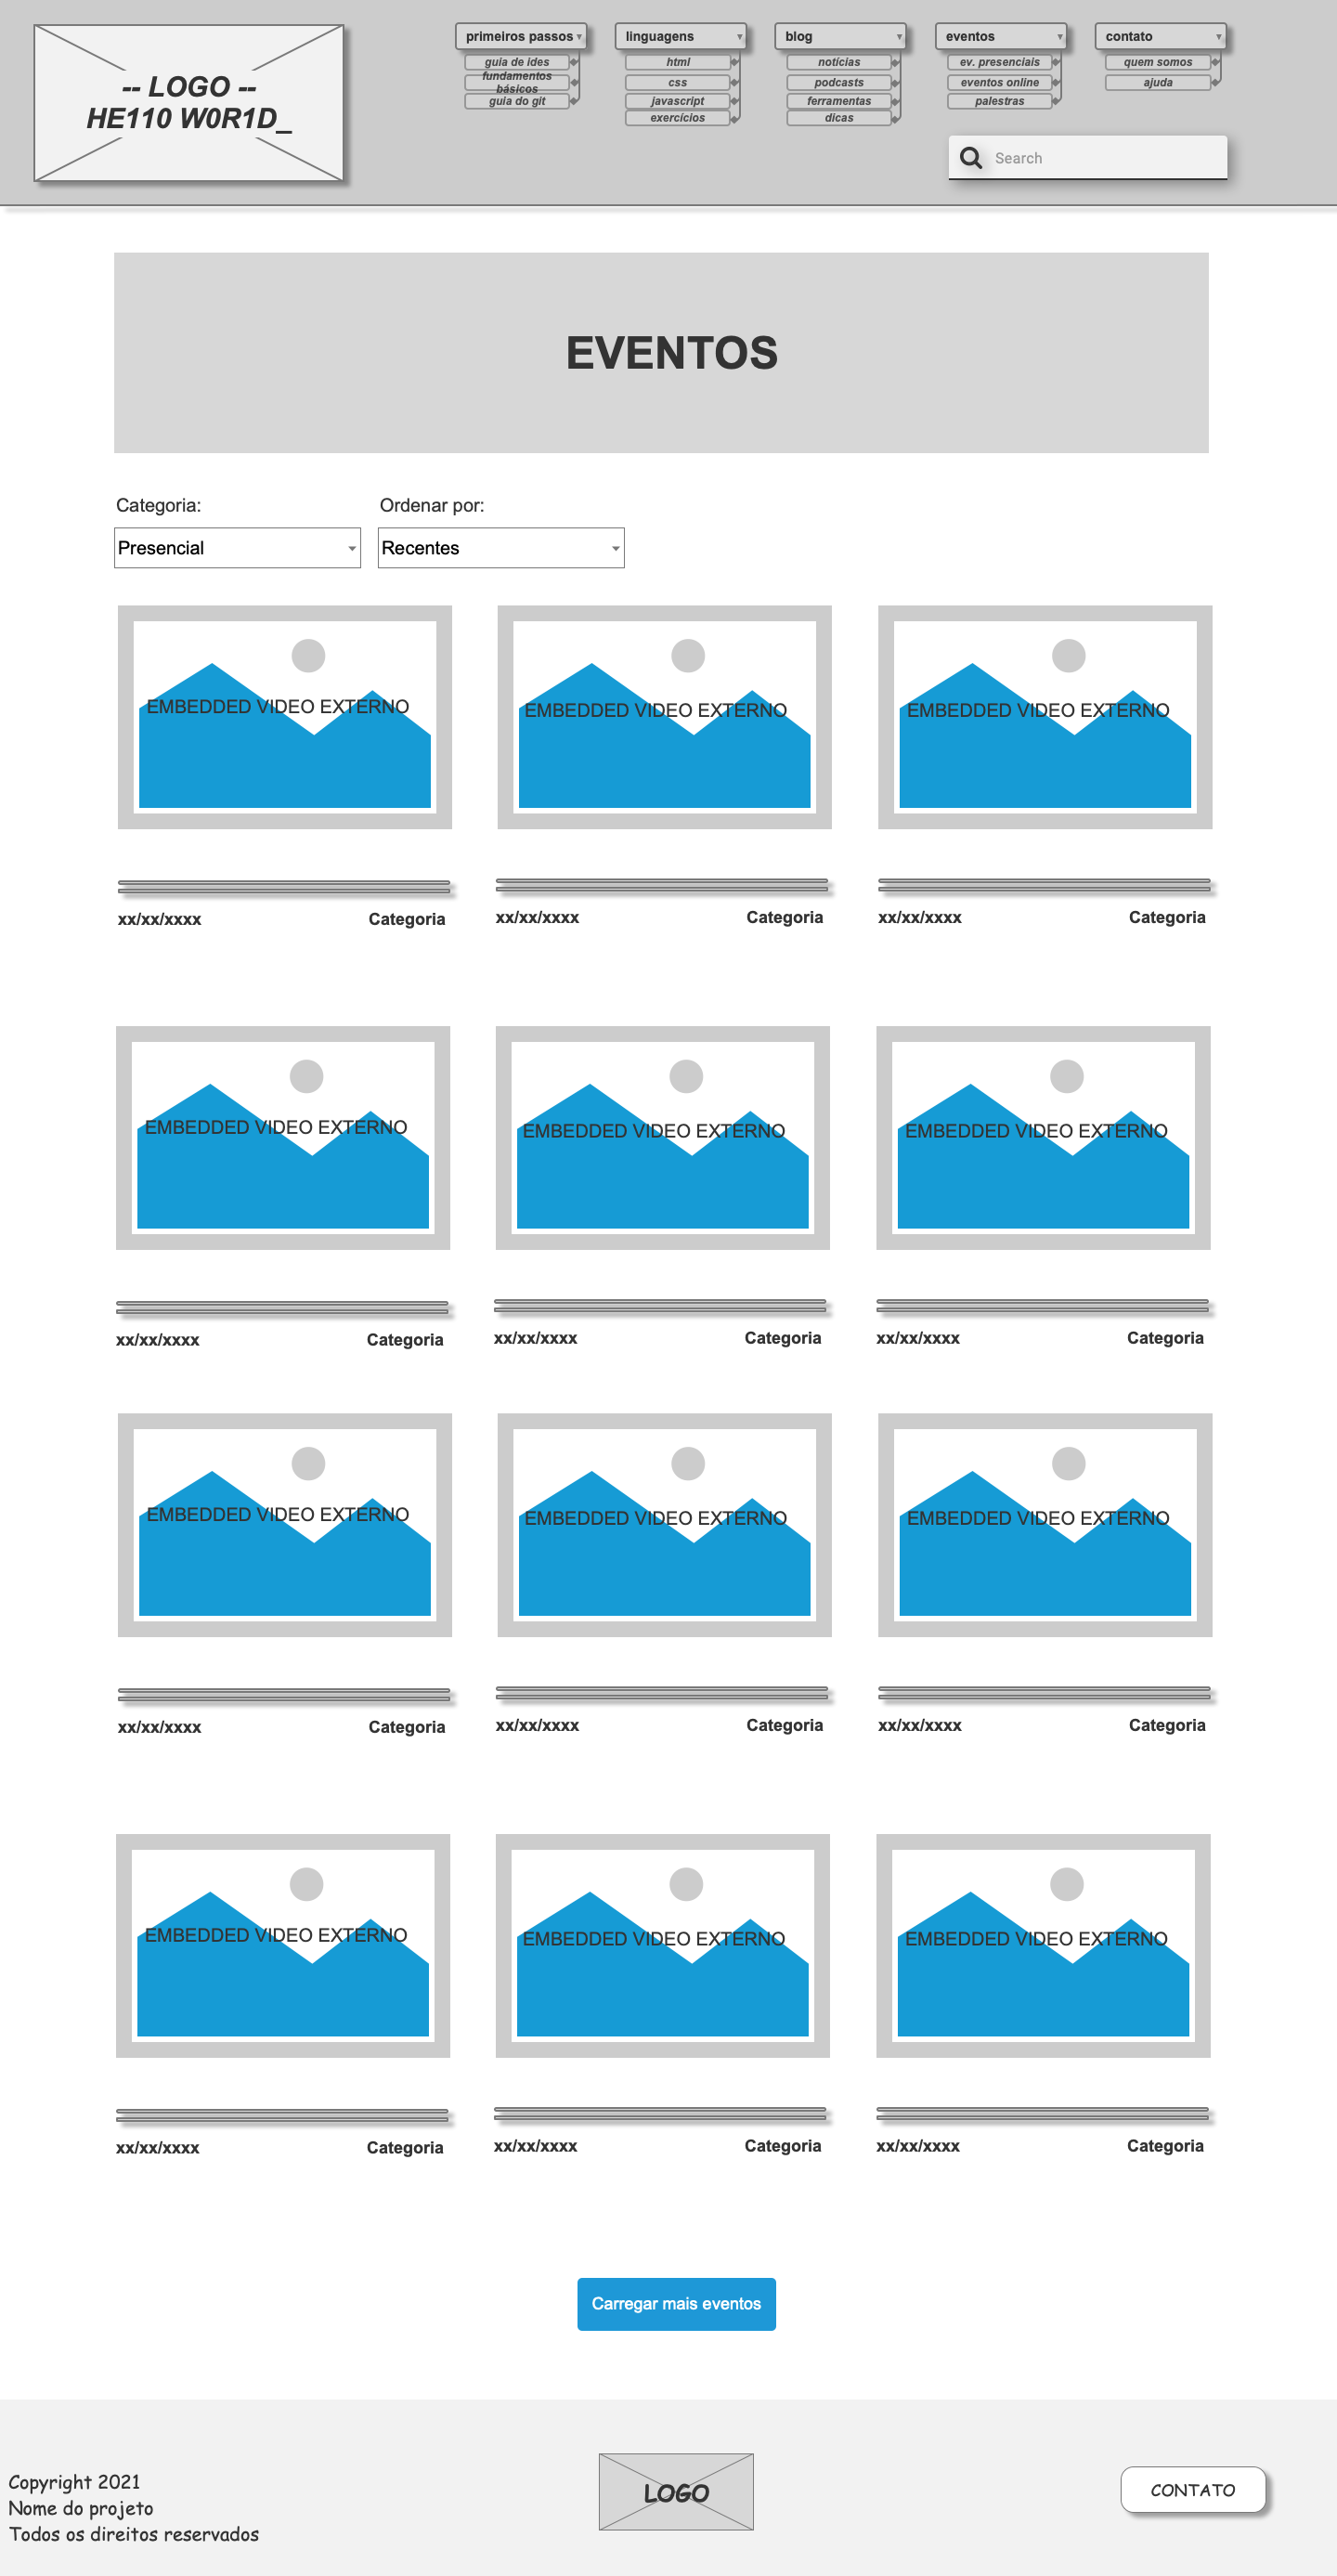 -- LOGO --
HE110 W0R1D_
primeiros passos
guia de ides
fundamentos
básicos
guia do git
linguagens
html
css
javascript
exercícios
blog
notícias
podcasts
ferramentas
dicas
eventos
ev. presenciais
eventos online
palestras
contato
quem somos
ajuda
Search
EVENTOS
Categoria: Ordenar por:
Presencial Recentes
EMBEDDED VIDEO EXTERNO EMBEDDED VIDEO EXTERNO EMBEDDED VIDEO EXTERNO
xx/xx/xxxx Categoria xx/xx/xxxx Categoria xx/xx/xxxx Categoria
EMBEDDED VIDEO EXTERNO EMBEDDED VIDEO EXTERNO EMBEDDED VIDEO EXTERNO
xx/xx/xxxx Categoria xx/xx/xxxx Categoria xx/xx/xxxx Categoria
EMBEDDED VIDEO EXTERNO EMBEDDED VIDEO EXTERNO EMBEDDED VIDEO EXTERNO
xx/xx/xxxx Categoria xx/xx/xxxx Categoria xx/xx/xxxx Categoria
EMBEDDED VIDEO EXTERNO EMBEDDED VIDEO EXTERNO EMBEDDED VIDEO EXTERNO
xx/xx/xxxx Categoria xx/xx/xxxx Categoria xx/xx/xxxx Categoria
Carregar mais eventos
Copyright 2021
Nome do projeto
Todos os direitos reservados
LOGO
CONTATO